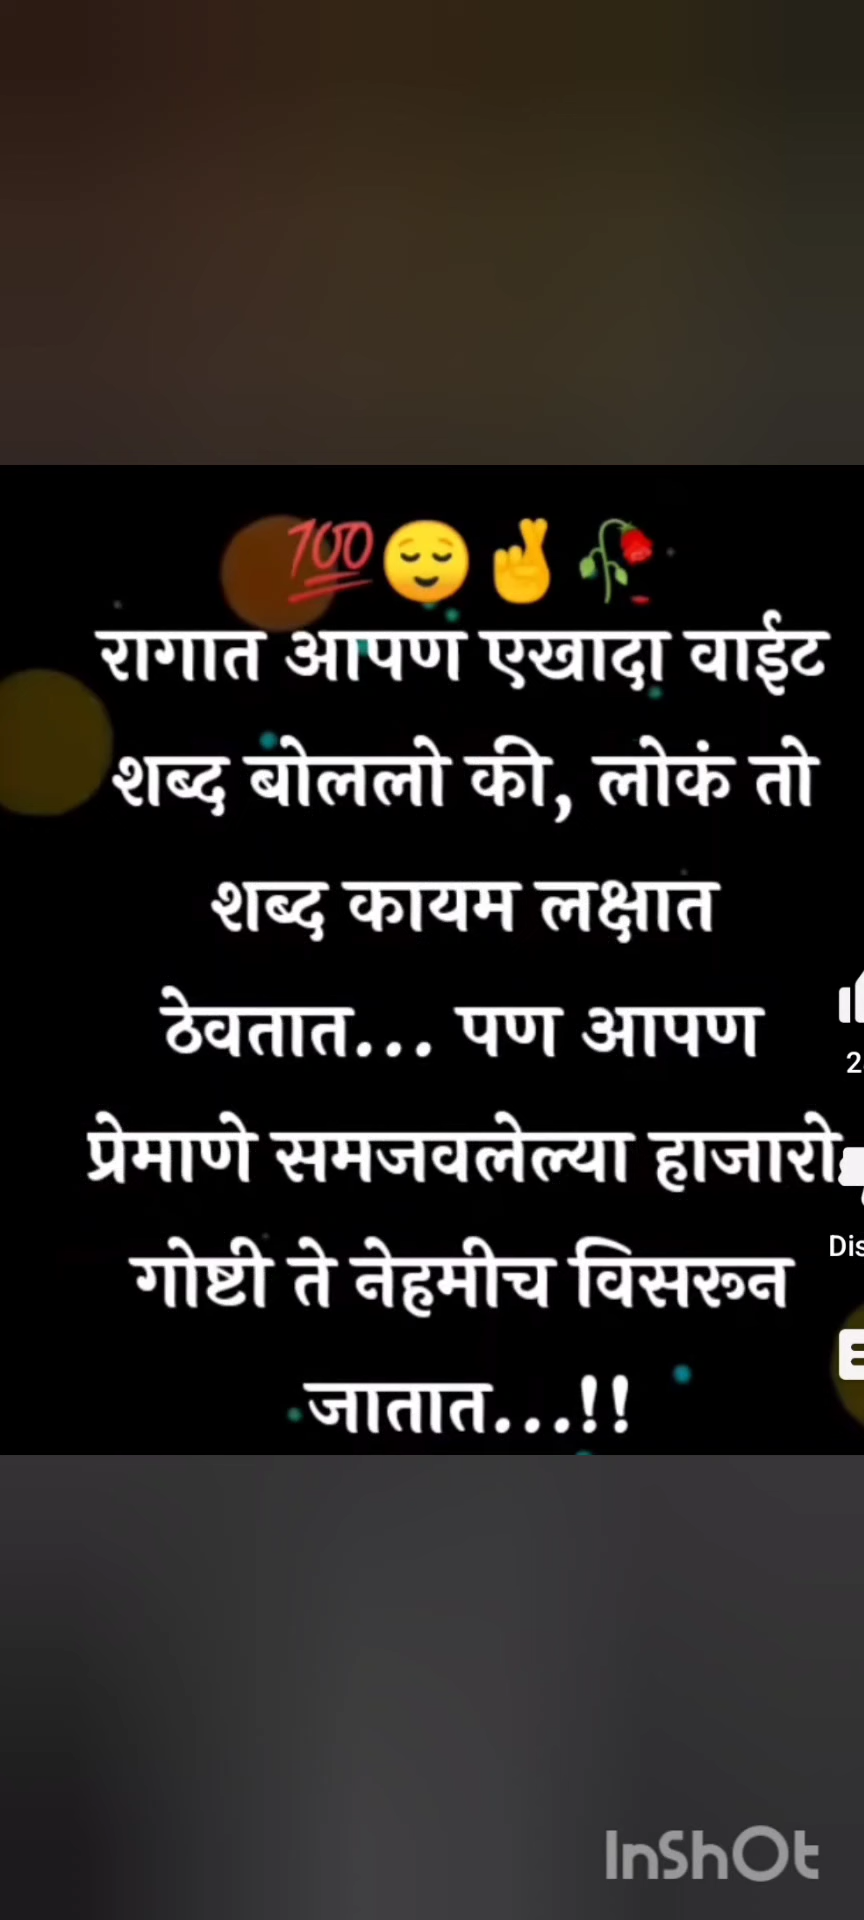 💯😌🤞🥀
रागात आपण एखादा वाईट
शब्द बोललो की, लोकं तो
शब्द कायम लक्षात
ठेवतात... पण आपण
प्रेमाणे समजवलेल्या हाजारो
गोष्टी ते नेहमीच विसरून
जातात...!!
InShOt